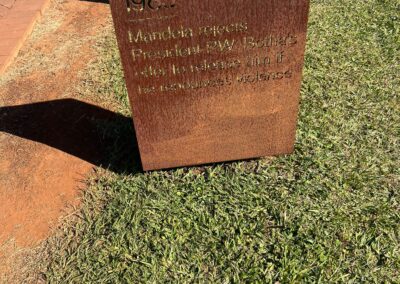 Mandela rejects
President P.W. Botha's
offer to release him if
he renounces violence